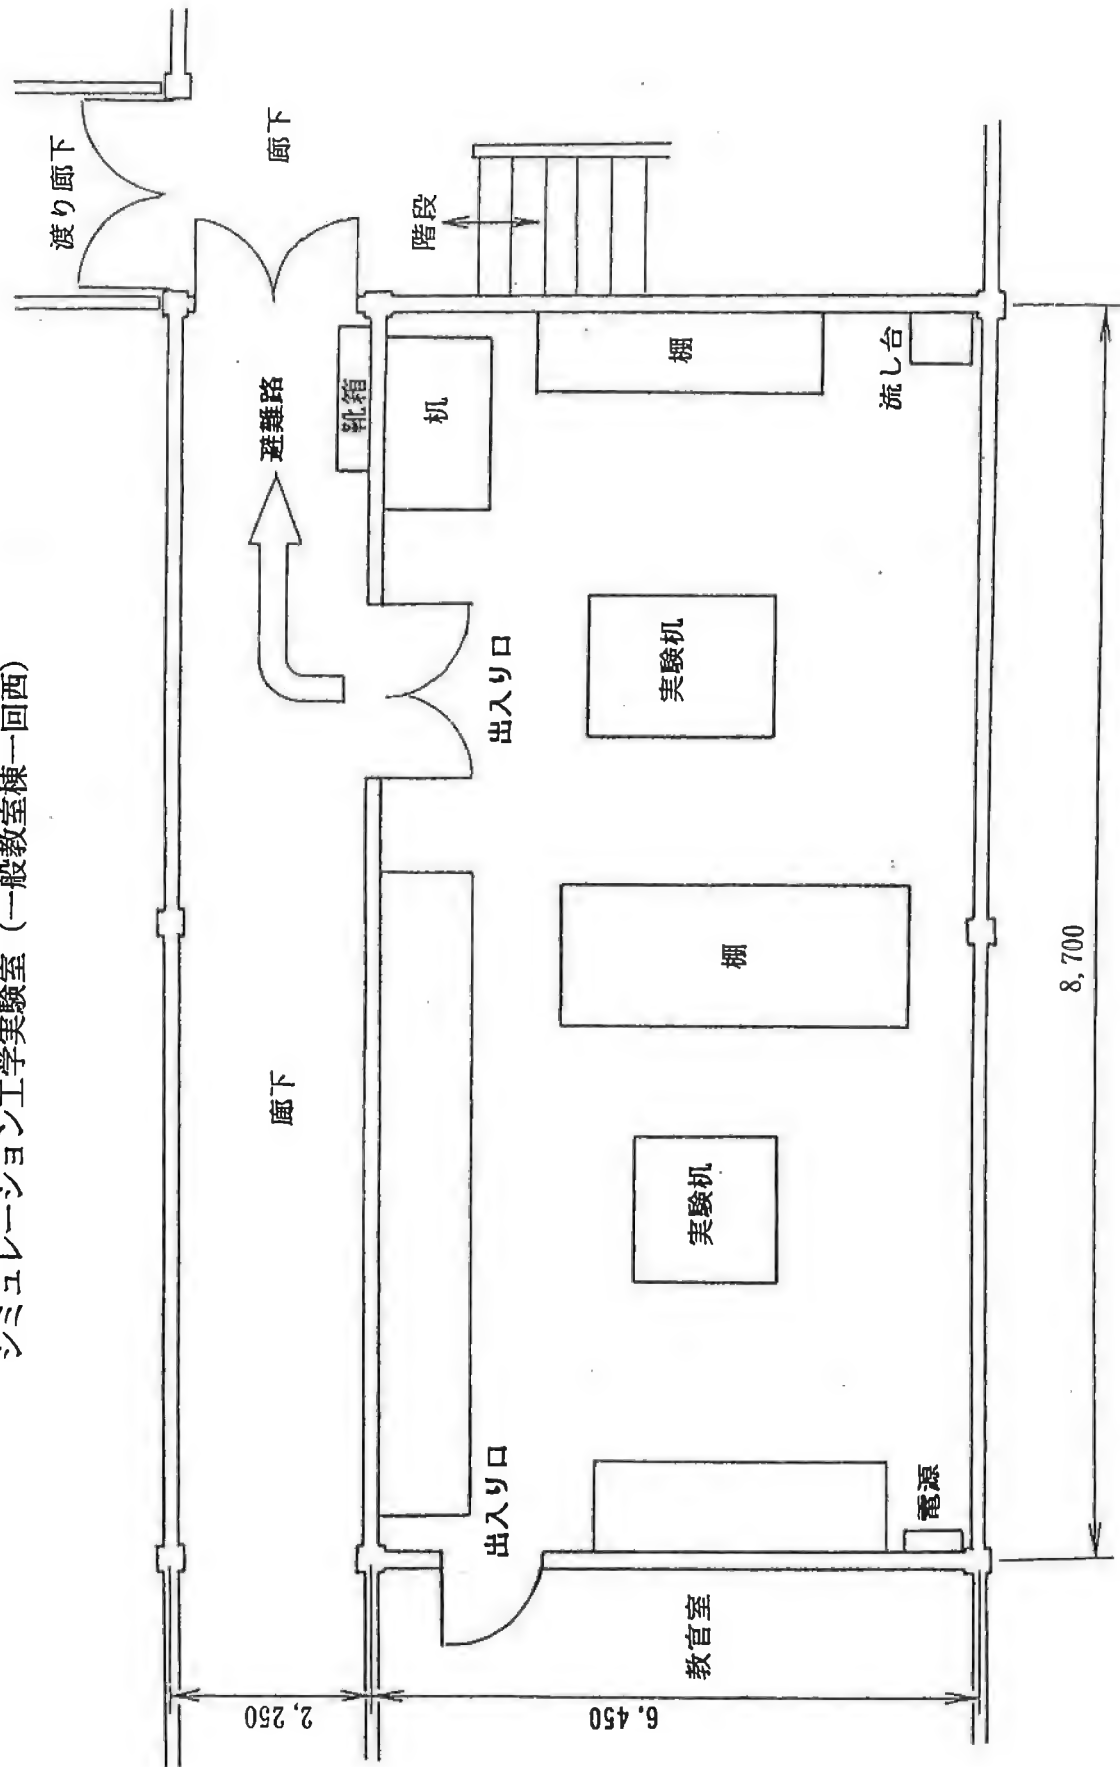 シミュレーション工学実験室(一般教室棟一回西)
渡り廊下
廊下
階段
避難路
靴箱
机
棚
流し台
出入り口
実験机
廊下
棚
実験机
出入り口
電源
教官室
2,250
6,450
8,700